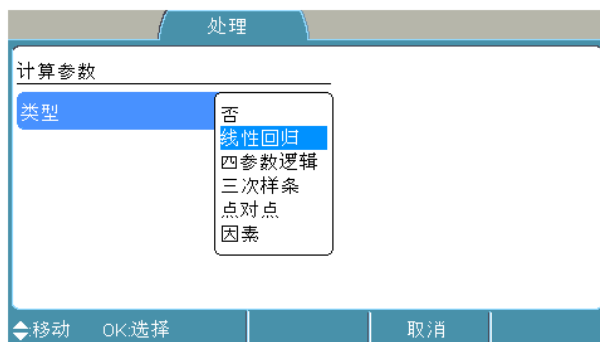 处理
计算参数
类型
否
线性回归
四参数逻辑
三次样条
点对点
因素
移动 OK:选择 取消